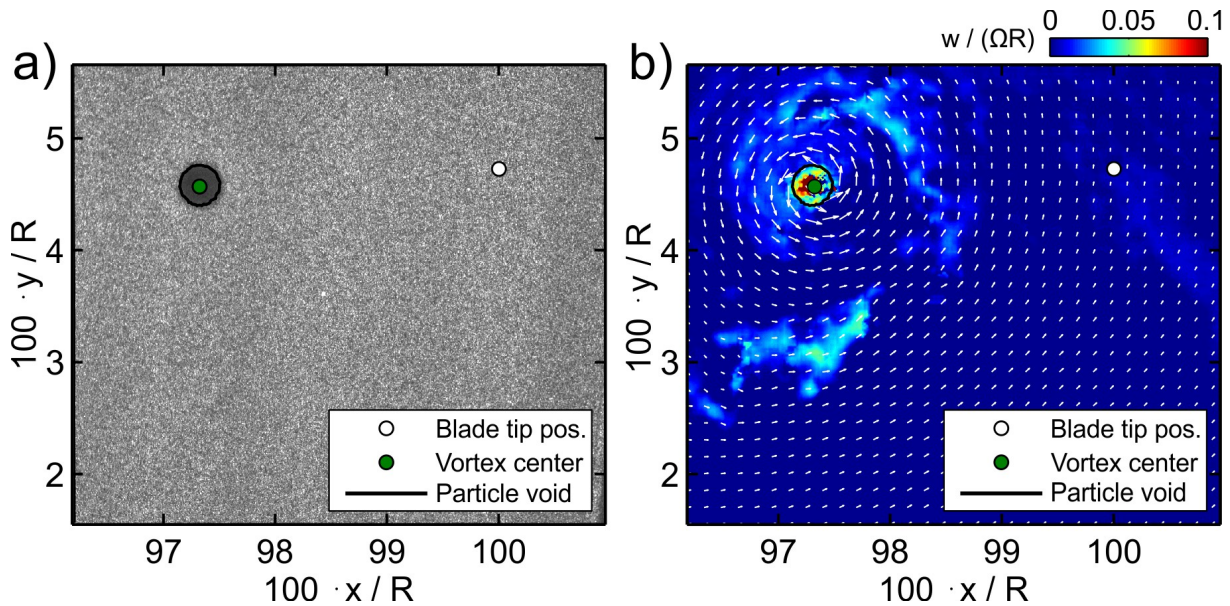 a)
5
4
3
2
100 · y / R
97 98 99 100
100 · x / R
Blade tip pos.
Vortex center
Particle void
b)
w / (ΩR)
0 0.05 0.1
5
4
3
2
100 · y / R
97 98 99 100
100 · x / R
Blade tip pos.
Vortex center
Particle void